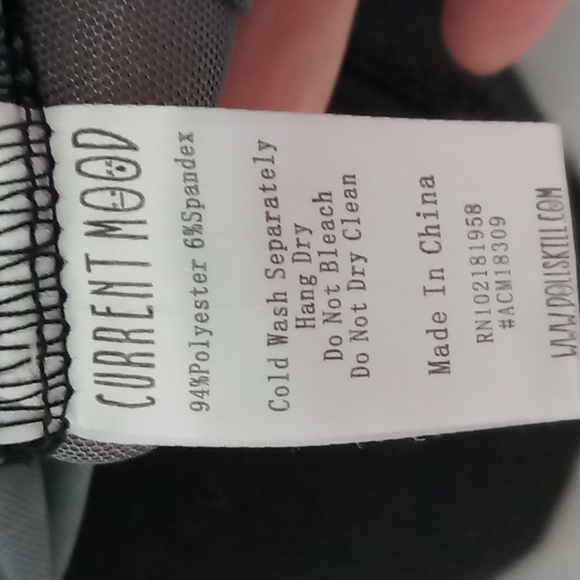 CURRENT MOOD
94%Polyester 6%Spandex
Cold Wash Separately
Hang Dry
Do Not Bleach
Do Not Dry Clean
Made In China
RN102181958
#ACM18309
WWW.DOLLSKILL.COM